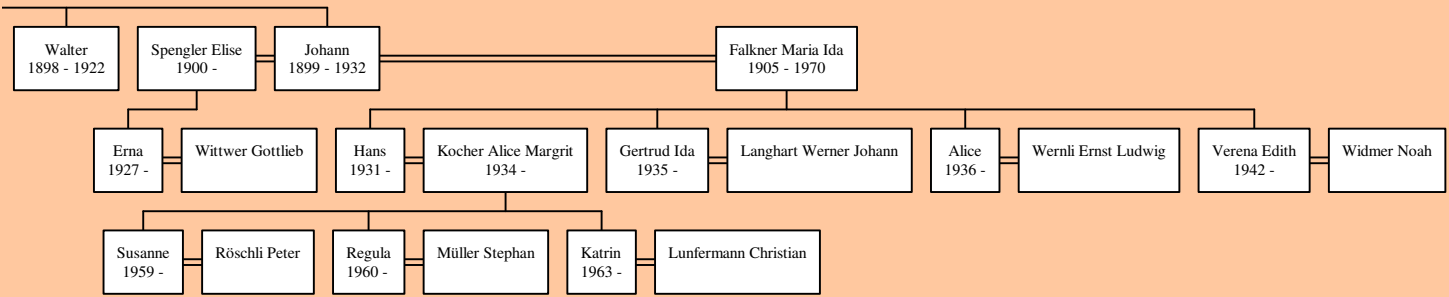 Walter
1898 - 1922
Spengler Elise
1900 -
Johann
1899 - 1932
Falkner Maria Ida
1905 - 1970
Erna
1927 -
Wittwer Gottlieb
Hans
1931 -
Kocher Alice Margrit
1934 -
Gertrud Ida
1935 -
Langhart Werner Johann
Alice
1936 -
Wernli Ernst Ludwig
Verena Edith
1942 -
Widmer Noah
Susanne
1959 -
Röschli Peter
Regula
1960 -
Müller Stephan
Katrin
1963 -
Lunfermann Christian